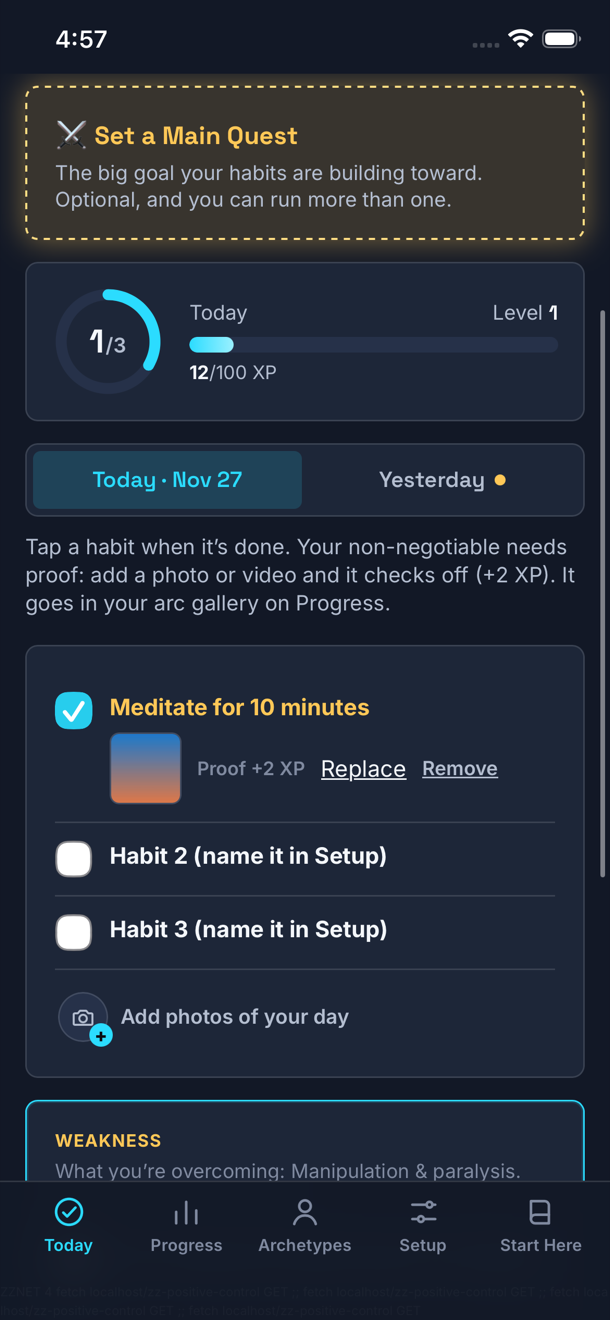 4:57
Set a Main Quest
The big goal your habits are building toward.
Optional, and you can run more than one.
1/3
Today
Level 1
12/100 XP
Today · Nov 27
Yesterday
Tap a habit when it’s done. Your non-negotiable needs
proof: add a photo or video and it checks off (+2 XP). It
goes in your arc gallery on Progress.
Meditate for 10 minutes
Proof +2 XP Replace Remove
Habit 2 (name it in Setup)
Habit 3 (name it in Setup)
Add photos of your day
WEAKNESS
What you’re overcoming: Manipulation & paralysis.
Today Progress Archetypes Setup Start Here